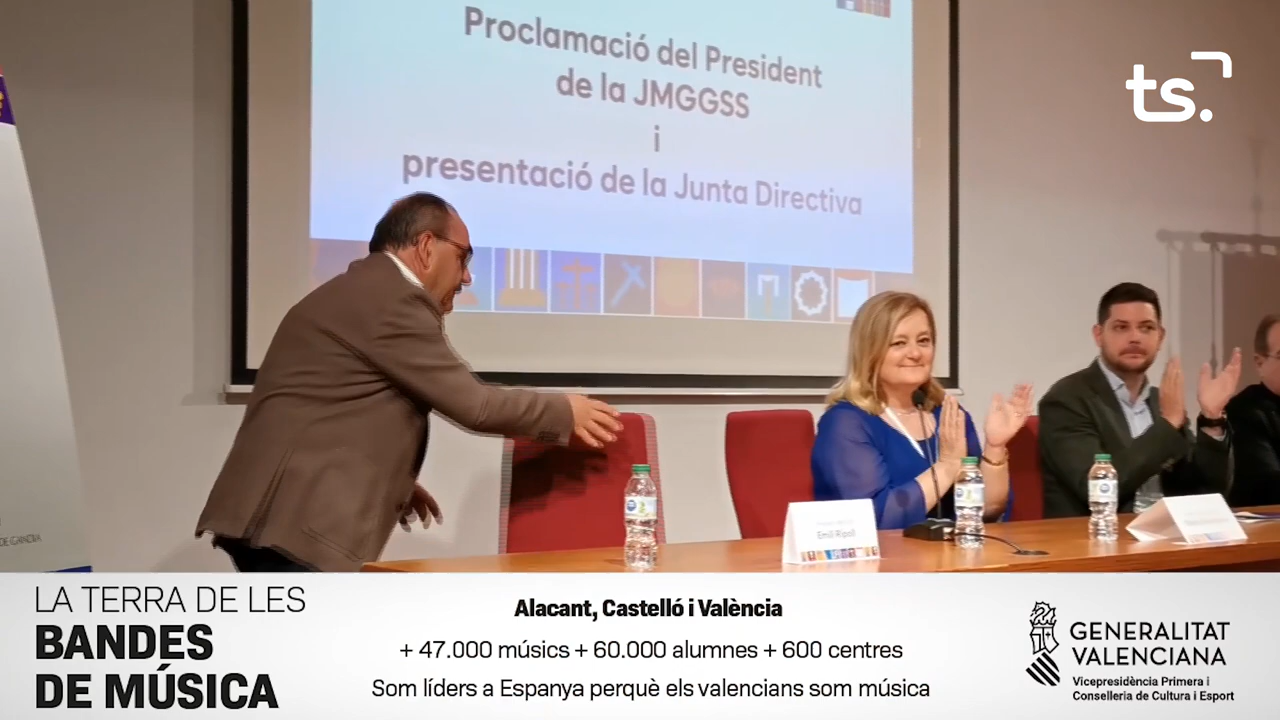 Proclamació del President
de la JMGGSS
i
presentació de la Junta Directiva
ts.
DE GANDIA
Emili Ripoll
LA TERRA DE LES
BANDES
DE MÚSICA
Alacant, Castelló i València
+ 47.000 músics + 60.000 alumnes + 600 centres
Som líders a Espanya perquè els valencians som música
GENERALITAT
VALENCIANA
Vicepresidència Primera i
Conselleria de Cultura i Esport